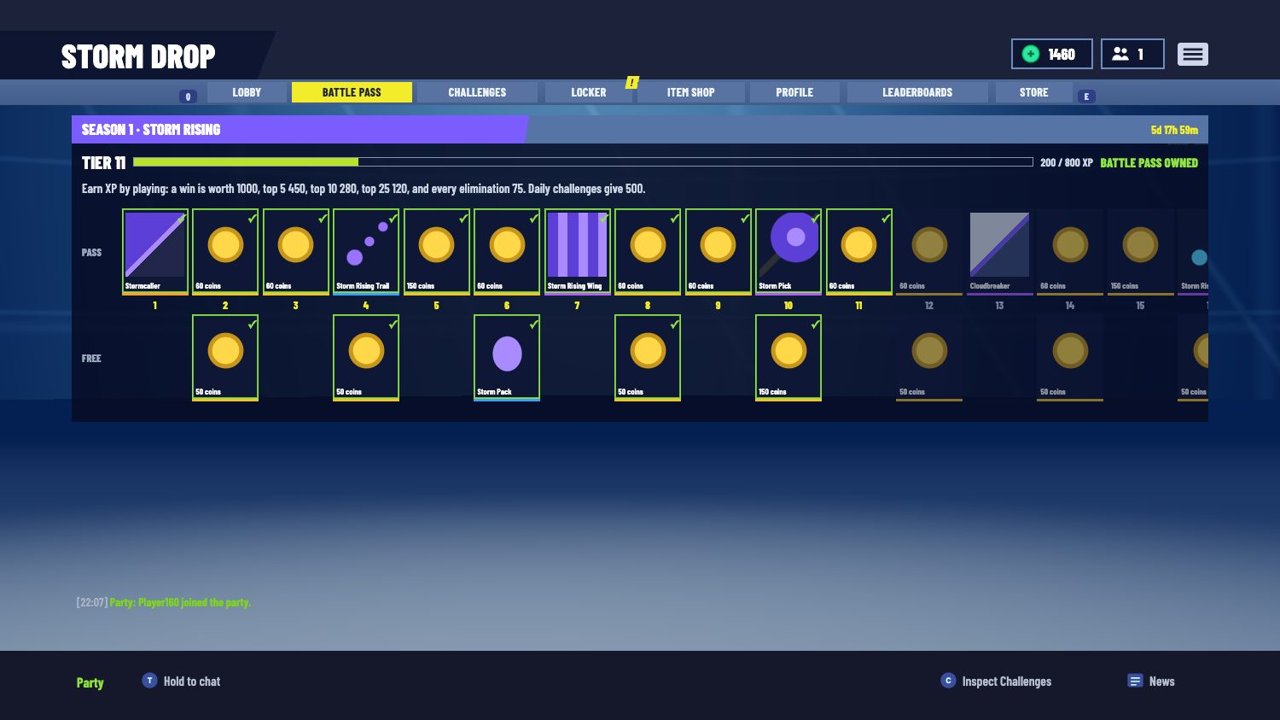 STORM DROP
1460
1
Q
LOBBY
BATTLE PASS
CHALLENGES
LOCKER
!
ITEM SHOP
PROFILE
LEADERBOARDS
STORE
E
SEASON 1 · STORM RISING
5d 17h 59m
TIER 11
200 / 800 XP
BATTLE PASS OWNED
Earn XP by playing: a win is worth 1000, top 5 450, top 10 280, top 25 120, and every elimination 75. Daily challenges give 500.
PASS
Stormcaller
60 coins
60 coins
Storm Rising Trail
150 coins
60 coins
Storm Rising Wing
60 coins
60 coins
Storm Pick
60 coins
60 coins
Cloudbreaker
60 coins
150 coins
Storm Ris
1 2 3 4 5 6 7 8 9 10 11 12 13 14 15 1
FREE
50 coins
50 coins
Storm Pack
50 coins
150 coins
50 coins
50 coins
50 coins
[22:07] Party: Player160 joined the party.
Party
T
Hold to chat
C
Inspect Challenges
News